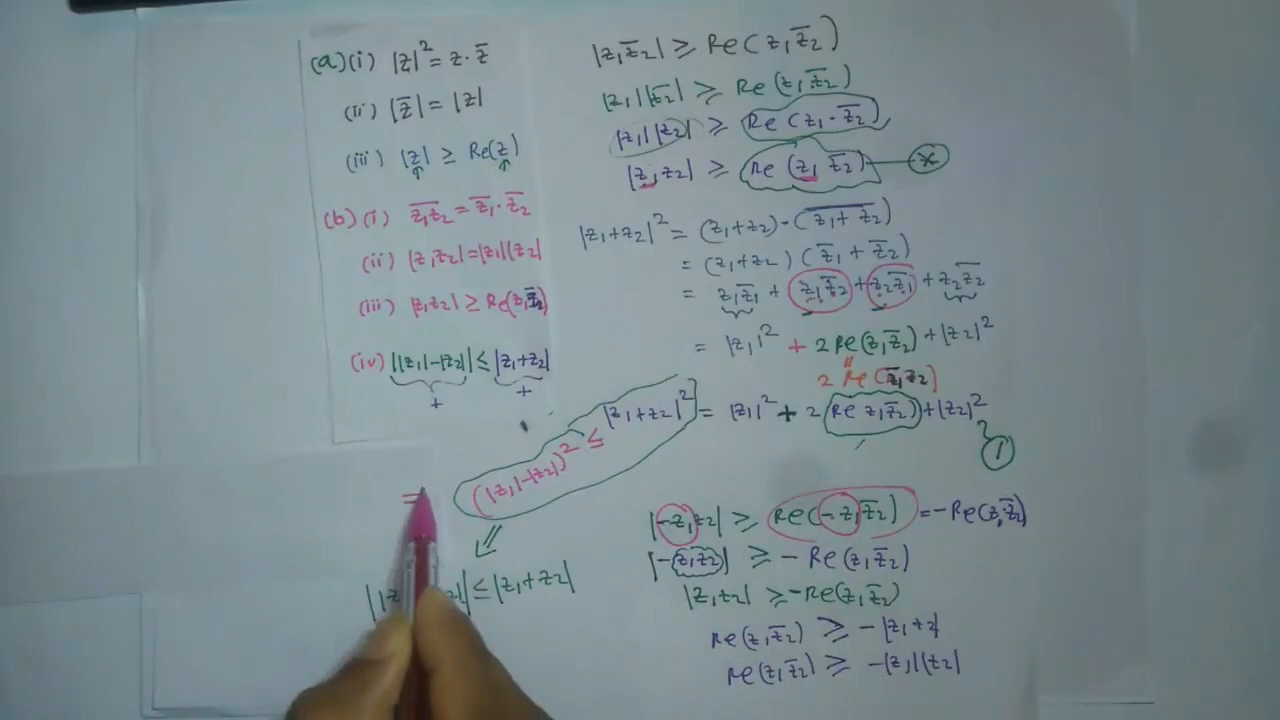 (a)(i) |z|² = z·z̄
(ii) |z̄| = |z|
(iii) |z| ≥ Re(z)
(b)(i) \overline{z₁z₂} = z̄₁·z̄₂
(ii) |z₁z₂|=|z₁||z₂|
(iii) |z₁z₂| ≥ Re(z₁z̄₂)
(iv) ||z₁|-|z₂|| ≤ |z₁+z₂|
+ +
|z₁z̄₂| ≥ Re(z₁z̄₂)
|z₁||z̄₂| ≥ Re(z₁z̄₂)
|z₁||z₂| ≥ Re(z₁·z̄₂)
|z₁z₂| ≥ Re(z₁z̄₂) — *
|z₁+z₂|² = (z₁+z₂)·(\overline{z₁+z₂})
= (z₁+z₂)(z̄₁+z̄₂)
= z₁z̄₁ + z₁z̄₂ + z₂z̄₁ + z₂z̄₂
= |z₁|² + 2Re(z₁z̄₂) + |z₂|²
2Re(z̄₁z₂)
(|z₁|-|z₂|)² ≤ |z₁+z₂|² = |z₁|² + 2 Re z₁z̄₂) + |z₂|²
①
=
|z₂| ≤ |z₁+z₂|
|-z₁z₂| ≥ Re(-z₁z̄₂) = -Re(z₁z̄₂)
|-z₁z₂| ≥ -Re(z₁z̄₂)
|z₁z₂| ≥ -Re(z₁z̄₂)
Re(z₁z̄₂) ≥ -|z₁+z|
Re(z₁z̄₂) ≥ -|z₁||z₂|